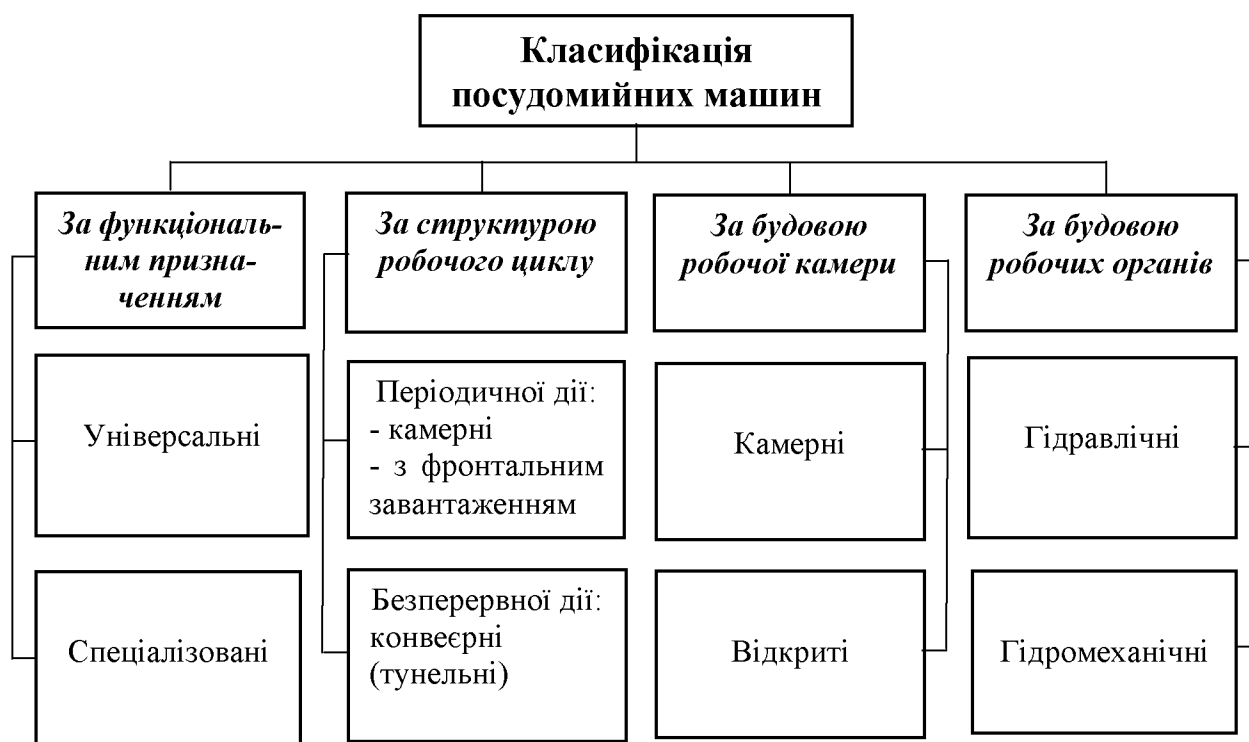 Класифікація
посудомийних машин
За функціональ-
ним призна-
ченням
За структурою
робочого циклу
За будовою
робочої камери
За будовою
робочих органів
Універсальні
Періодичної дії:
- камерні
- з фронтальним
завантаженням
Камерні
Гідравлічні
Спеціалізовані
Безперервної дії:
конвеєрні
(тунельні)
Відкриті
Гідромеханічні